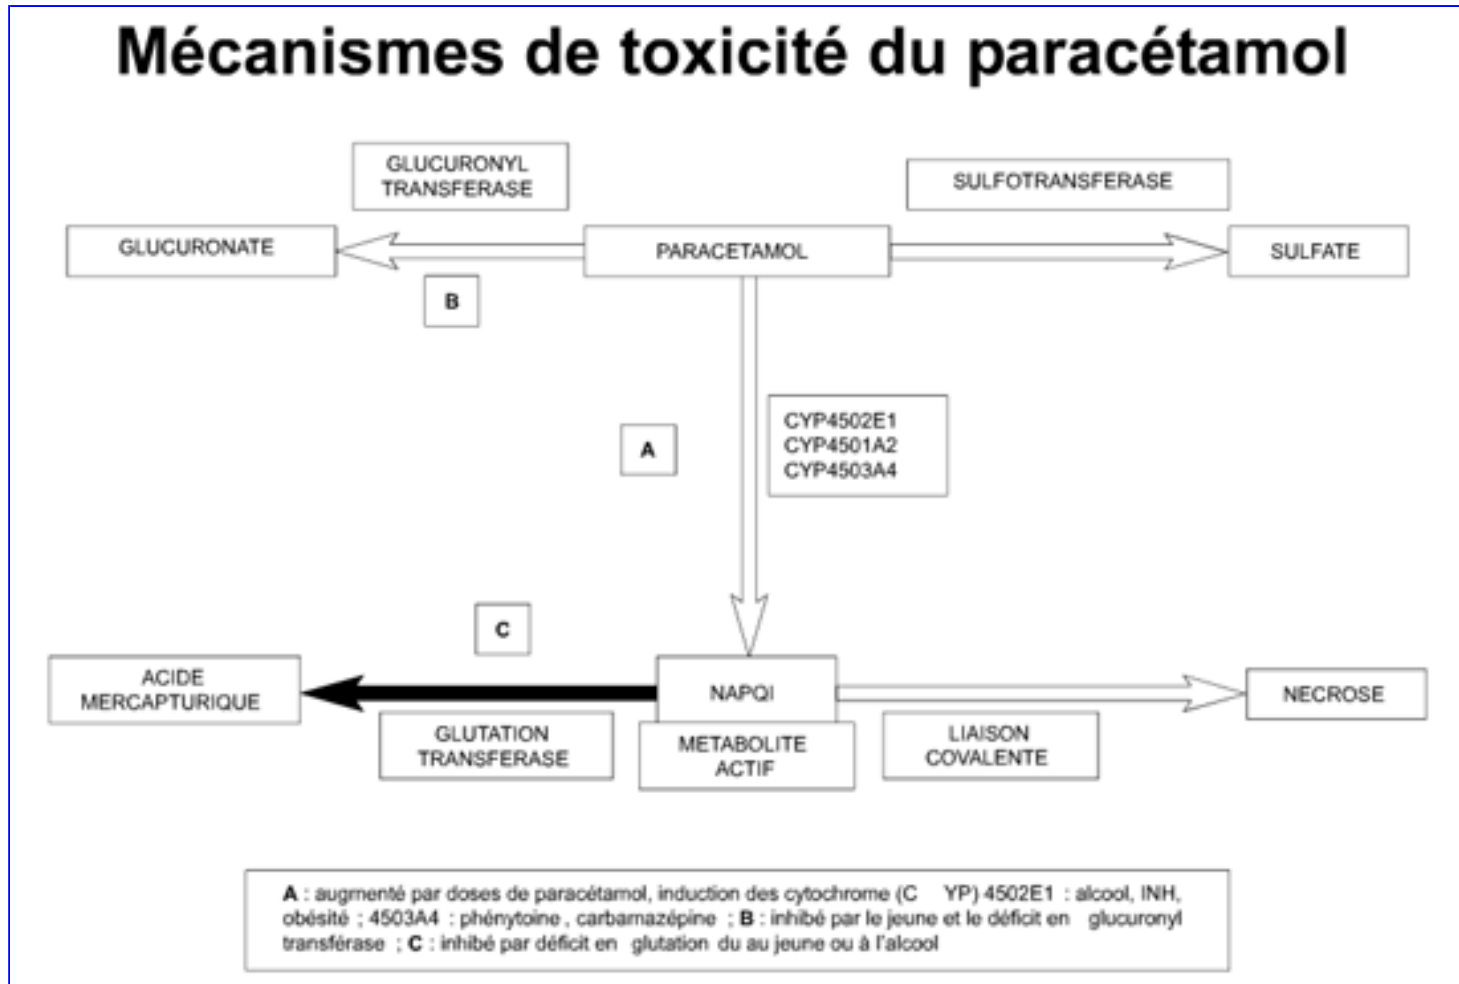 Mécanismes de toxicité du paracétamol
GLUCURONYL
TRANSFERASE
SULFOTRANSFERASE
GLUCURONATE
PARACETAMOL
SULFATE
B
CYP4502E1
CYP4501A2
CYP4503A4
A
C
ACIDE
MERCAPTURIQUE
NAPQI
NECROSE
GLUTATION
TRANSFERASE
METABOLITE
ACTIF
LIAISON
COVALENTE
A : augmenté par doses de paracétamol, induction des cytochrome (C YP) 4502E1 : alcool, INH,
obésité ; 4503A4 : phénytoine , carbamazépine ; B : inhibé par le jeune et le déficit en glucuronyl
transférase ; C : inhibé par déficit en glutation du au jeune ou à l'alcool